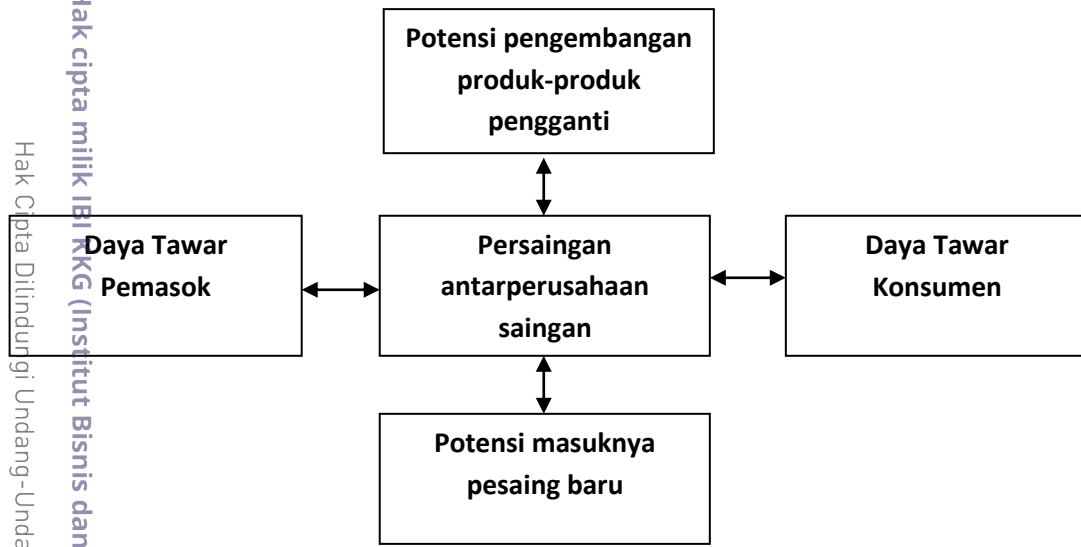 Hak cipta milik IBI KKG (Institut Bisnis dan
Hak Cipta Dilindungi Undang-Unda
Potensi pengembangan
produk-produk
pengganti
Daya Tawar
Pemasok
Persaingan
antarperusahaan
saingan
Daya Tawar
Konsumen
Potensi masuknya
pesaing baru